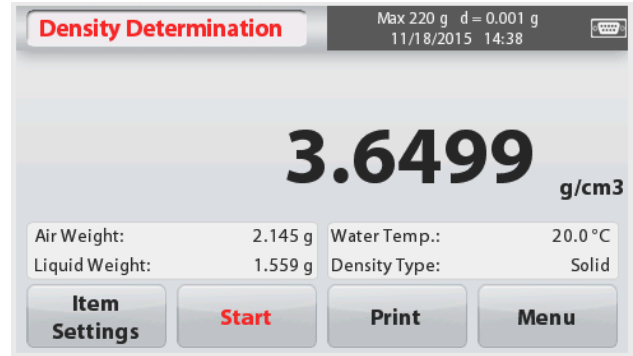 Density Determination
Max 220 g d = 0.001 g
11/18/2015 14:38
3.6499 g/cm3
Air Weight: 2.145 g Water Temp.: 20.0 °C
Liquid Weight: 1.559 g Density Type: Solid
Item
Settings
Start
Print
Menu